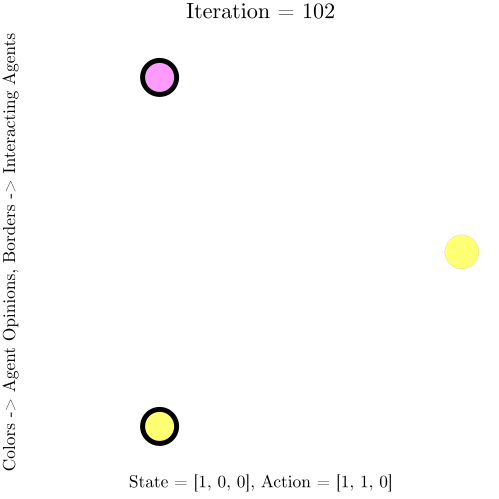 Iteration = 102
Colors -> Agent Opinions, Borders -> Interacting Agents
State = [1, 0, 0], Action = [1, 1, 0]